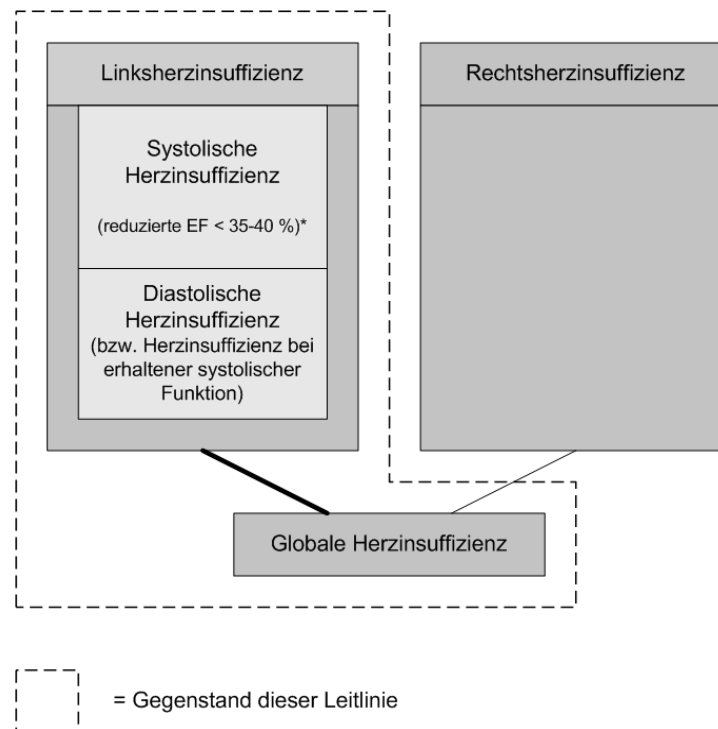 Linksherzinsuffizienz
Rechtsherzinsuffizienz
Systolische
Herzinsuffizienz
(reduzierte EF < 35-40 %)*
Diastolische
Herzinsuffizienz
(bzw. Herzinsuffizienz bei
erhaltener systolischer
Funktion)
Globale Herzinsuffizienz
= Gegenstand dieser Leitlinie